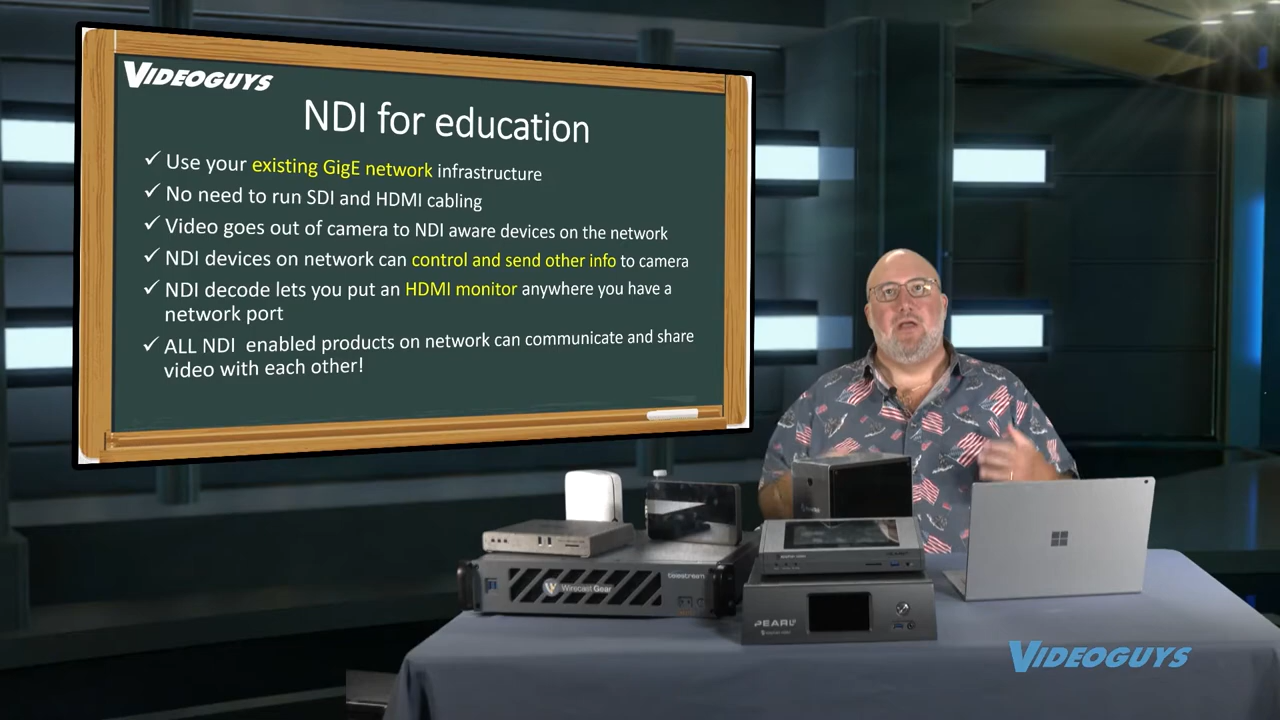 VIDEOGUYS
NDI for education
✓ Use your existing GigE network infrastructure
✓ No need to run SDI and HDMI cabling
✓ Video goes out of camera to NDI aware devices on the network
✓ NDI devices on network can control and send other info to camera
✓ NDI decode lets you put an HDMI monitor anywhere you have a
network port
✓ ALL NDI enabled products on network can communicate and share
video with each other!
telestream
Wirecast Gear
PEARL
VIDEOGUYS